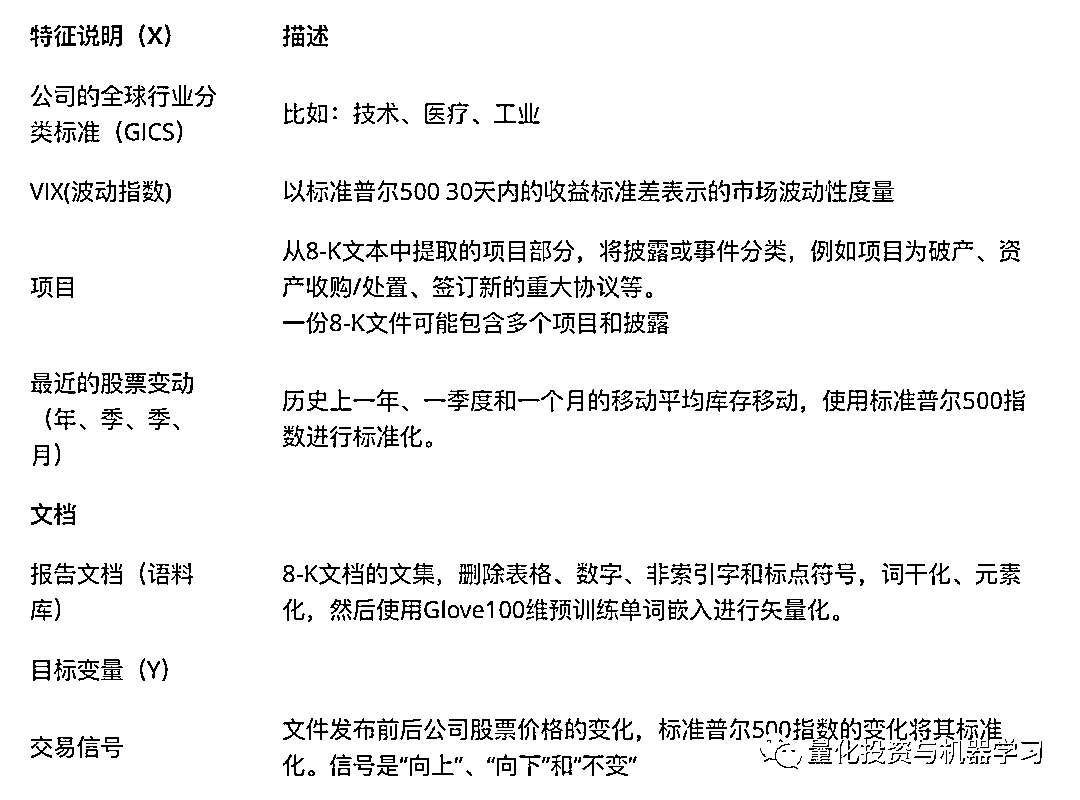 特征说明（X） 描述
公司的全球行业分
类标准（GICS）
比如：技术、医疗、工业
VIX(波动指数) 以标准普尔500 30天内的收益标准差表示的市场波动性度量
项目
从8-K文本中提取的项目部分，将披露或事件分类，例如项目为破产、资
产收购/处置、签订新的重大协议等。
一份8-K文件可能包含多个项目和披露
最近的股票变动
（年、季、季、
月）
历史上一年、一季度和一个月的移动平均库存移动，使用标准普尔500指
数进行标准化。
文档
报告文档（语料
库）
8-K文档的文集，删除表格、数字、非索引字和标点符号，词干化、元素
化，然后使用Glove100维预训练单词嵌入进行矢量化。
目标变量（Y）
交易信号
文件发布前后公司股票价格的变化，标准普尔500指数的变化将其标准
化。信号是“向上”、“向下”和“不变”
量化投资与机器学习